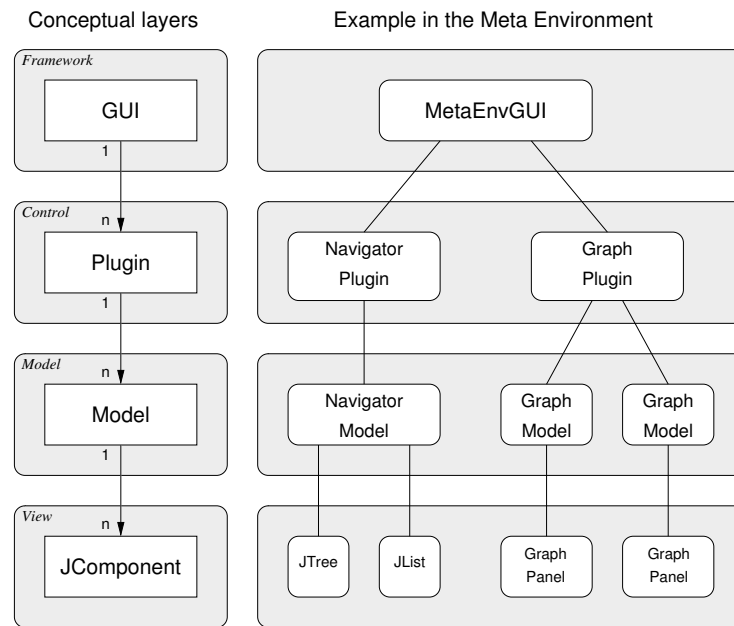 Conceptual layers
Example in the Meta Environment
Framework
GUI
1
MetaEnvGUI
Control
n
Plugin
1
Navigator
Plugin
Graph
Plugin
Model
n
Model
1
Navigator
Model
Graph
Model
Graph
Model
View
n
JComponent
JTree
JList
Graph
Panel
Graph
Panel